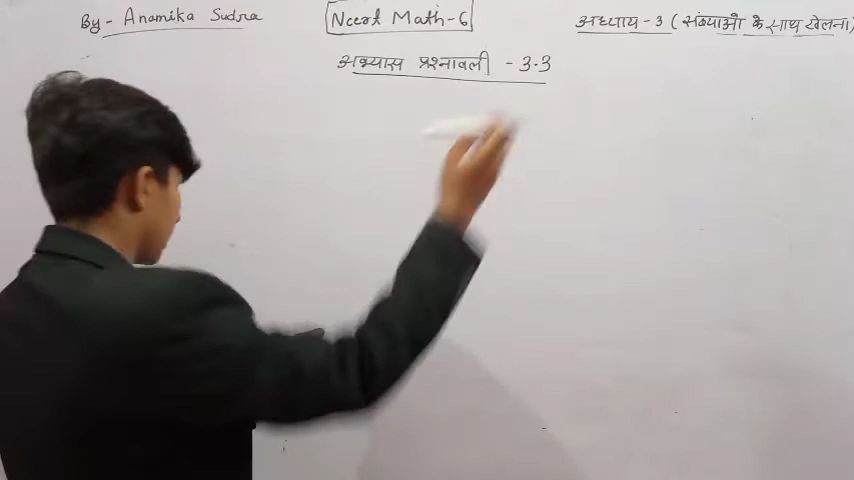 By- Anamika Sudra
Ncert Math-6
अध्याय-3 (संख्याओ के साथ खेलना)
अभ्यास प्रश्नावली -3.3